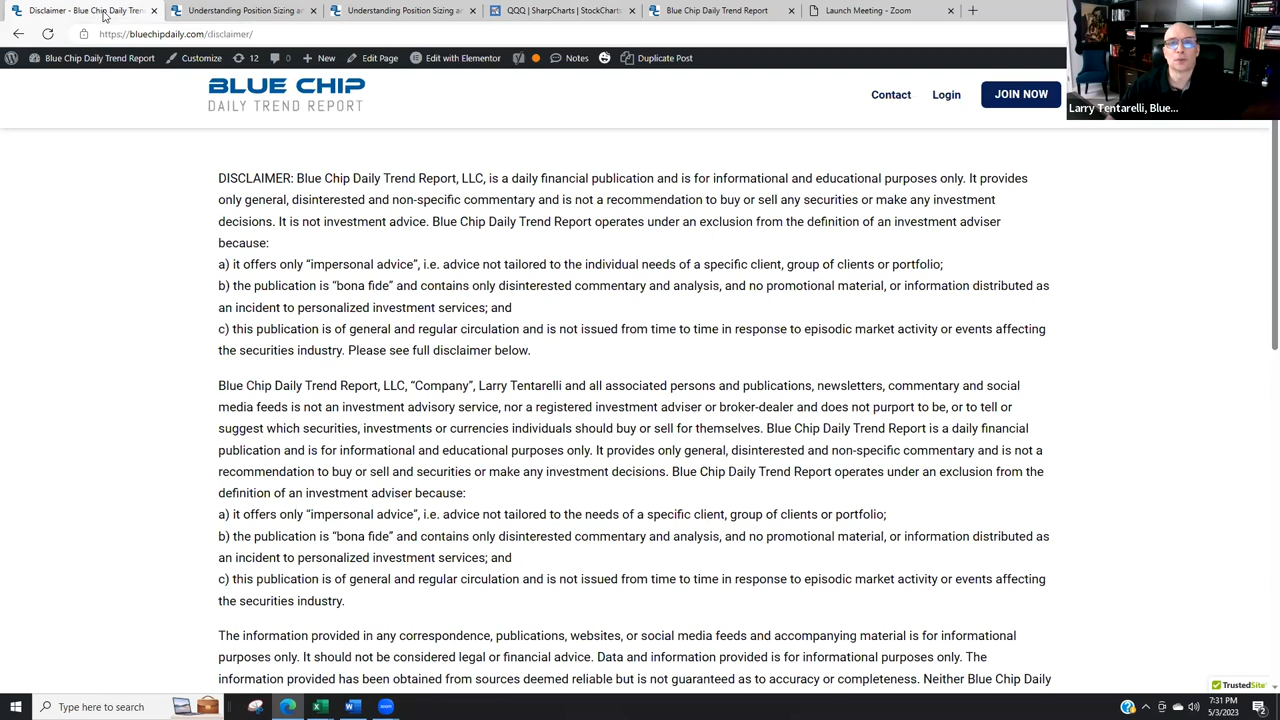 Disclaimer - Blue Chip Daily Tren
Understanding Position Sizing an
Understanding Position Sizing an
QQQ | SharpCharts | StockCharts
Blue Chip Daily Trend Report
Launch Meeting - Zoom
https://bluechipdaily.com/disclaimer/
Blue Chip Daily Trend Report
Customize
12
0
New
Edit Page
Edit with Elementor
Notes
Duplicate Post
Larry Tentarelli, Blue...
BLUE CHIP
DAILY TREND REPORT
Contact
Login
JOIN NOW
DISCLAIMER: Blue Chip Daily Trend Report, LLC, is a daily financial publication and is for informational and educational purposes only. It provides
only general, disinterested and non-specific commentary and is not a recommendation to buy or sell any securities or make any investment
decisions. It is not investment advice. Blue Chip Daily Trend Report operates under an exclusion from the definition of an investment adviser
because:
a) it offers only “impersonal advice”, i.e. advice not tailored to the individual needs of a specific client, group of clients or portfolio;
b) the publication is “bona fide” and contains only disinterested commentary and analysis, and no promotional material, or information distributed as
an incident to personalized investment services; and
c) this publication is of general and regular circulation and is not issued from time to time in response to episodic market activity or events affecting
the securities industry. Please see full disclaimer below.
Blue Chip Daily Trend Report, LLC, “Company”, Larry Tentarelli and all associated persons and publications, newsletters, commentary and social
media feeds is not an investment advisory service, nor a registered investment adviser or broker-dealer and does not purport to be, or to tell or
suggest which securities, investments or currencies individuals should buy or sell for themselves. Blue Chip Daily Trend Report is a daily financial
publication and is for informational and educational purposes only. It provides only general, disinterested and non-specific commentary and is not a
recommendation to buy or sell and securities or make any investment decisions. Blue Chip Daily Trend Report operates under an exclusion from the
definition of an investment adviser because:
a) it offers only “impersonal advice”, i.e. advice not tailored to the needs of a specific client, group of clients or portfolio;
b) the publication is “bona fide” and contains only disinterested commentary and analysis, and no promotional material, or information distributed as
an incident to personalized investment services; and
c) this publication is of general and regular circulation and is not issued from time to time in response to episodic market activity or events affecting
the securities industry.
The information provided in any correspondence, publications, websites, or social media feeds and accompanying material is for informational
purposes only. It should not be considered legal or financial advice. Data and information provided is for informational purposes only. The
information provided has been obtained from sources deemed reliable but is not guaranteed as to accuracy or completeness. Neither Blue Chip Daily
TrustedSite
Type here to search
7:31 PM
5/3/2023
2